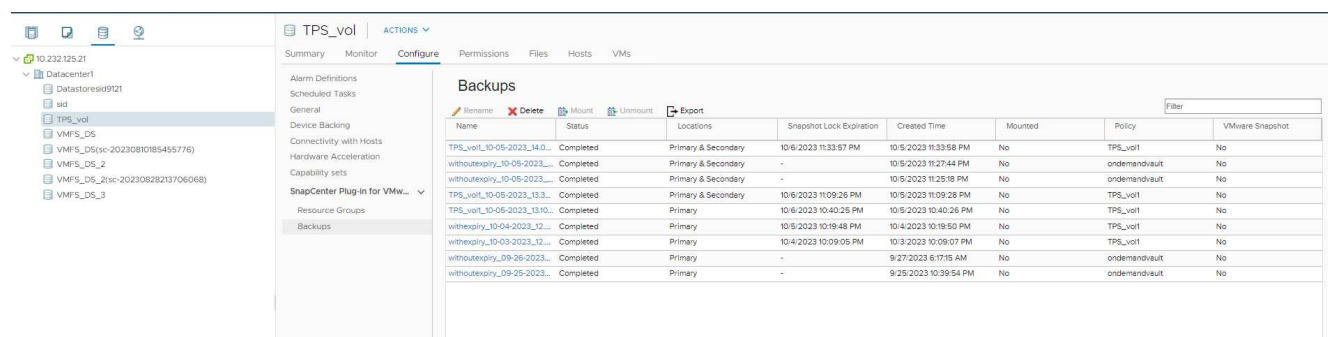 TPS_vol ACTIONS
Summary Monitor Configure Permissions Files Hosts VMs
10.232.125.21
Datacenter1
Datastoresid9121
sid
TPS_vol
VMFS_DS
VMFS_DS(sc-20230810185455776)
VMFS_DS_2
VMFS_DS_2(sc-20230828213706068)
VMFS_DS_3
Alarm Definitions
Scheduled Tasks
General
Device Backing
Connectivity with Hosts
Hardware Acceleration
Capability sets
SnapCenter Plug-in for VMw...
Resource Groups
Backups
Backups
Rename Delete Mount Unmount Export Filter
Name Status Locations Snapshot Lock Expiration Created Time Mounted Policy VMware Snapshot
TPS_vol1_10-05-2023_14.0... Completed Primary & Secondary 10/6/2023 11:33:57 PM 10/5/2023 11:33:58 PM No TPS_vol1 No
withoutexpiry_10-05-2023_... Completed Primary & Secondary - 10/5/2023 11:27:44 PM No ondemandvault No
withoutexpiry_10-05-2023_... Completed Primary & Secondary - 10/5/2023 11:25:18 PM No ondemandvault No
TPS_vol1_10-05-2023_13.3... Completed Primary & Secondary 10/6/2023 11:09:26 PM 10/5/2023 11:09:28 PM No TPS_vol1 No
TPS_vol1_10-05-2023_13.10... Completed Primary 10/6/2023 10:40:25 PM 10/5/2023 10:40:26 PM No TPS_vol1 No
withexpiry_10-04-2023_12.... Completed Primary 10/5/2023 10:19:48 PM 10/4/2023 10:19:50 PM No TPS_vol1 No
withexpiry_10-03-2023_12.... Completed Primary 10/4/2023 10:09:05 PM 10/3/2023 10:09:07 PM No TPS_vol1 No
withoutexpiry_09-26-2023... Completed Primary - 9/27/2023 6:17:15 AM No ondemandvault No
withoutexpiry_09-25-2023... Completed Primary - 9/25/2023 10:39:54 PM No ondemandvault No